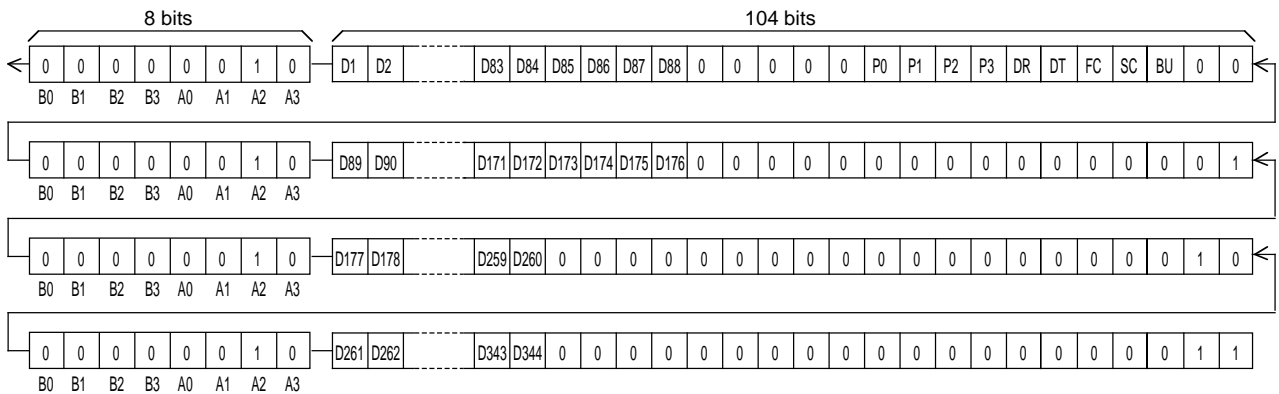 8 bits 104 bits
0 0 0 0 0 0 1 0 D1 D2 D83 D84 D85 D86 D87 D88 0 0 0 0 0 P0 P1 P2 P3 DR DT FC SC BU 0 0
B0 B1 B2 B3 A0 A1 A2 A3
0 0 0 0 0 0 1 0 D89 D90 D171 D172 D173 D174 D175 D176 0 0 0 0 0 0 0 0 0 0 0 0 0 0 0 1
B0 B1 B2 B3 A0 A1 A2 A3
0 0 0 0 0 0 1 0 D177 D178 D259 D260 0 0 0 0 0 0 0 0 0 0 0 0 0 0 0 0 0 0 1 0
B0 B1 B2 B3 A0 A1 A2 A3
0 0 0 0 0 0 1 0 D261 D262 D343 D344 0 0 0 0 0 0 0 0 0 0 0 0 0 0 0 0 0 0 1 1
B0 B1 B2 B3 A0 A1 A2 A3